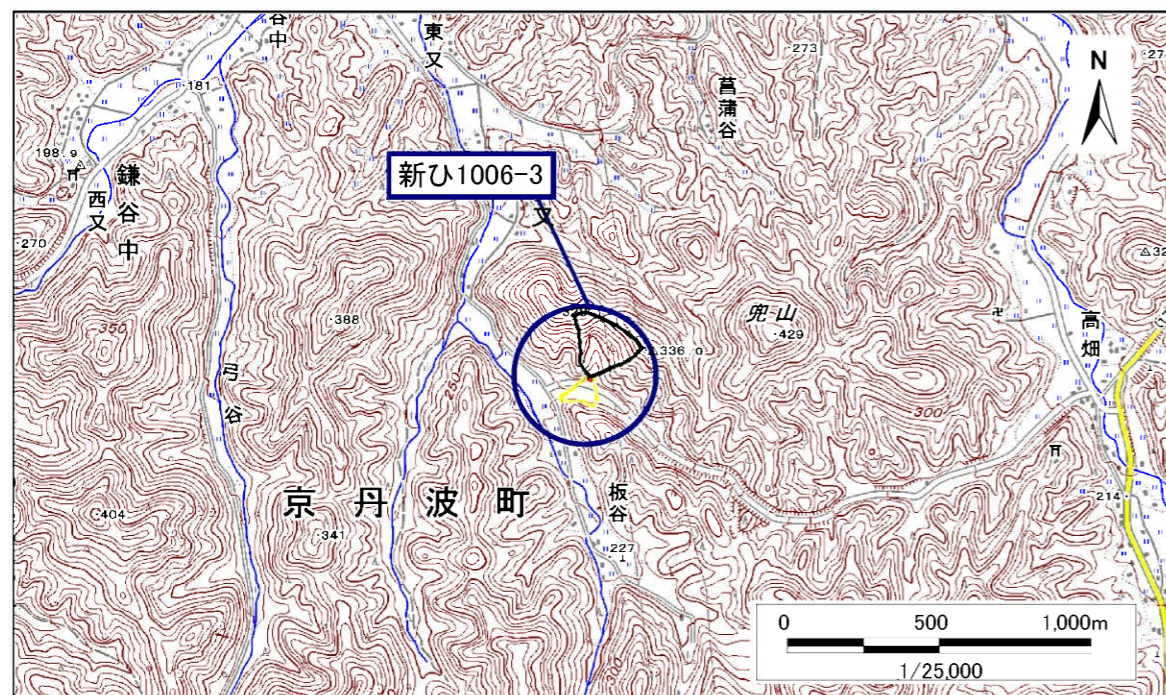 谷中
東又
・273
菖蒲谷
N
・181
新ひ1006-3
198.9
西又
鎌谷中
又
・270
350
・388
兜山
・429
高畑
336.0
250
弓谷
300
京丹波町
板谷
214・
・404
・341
・227
0 500 1,000m
1/25,000